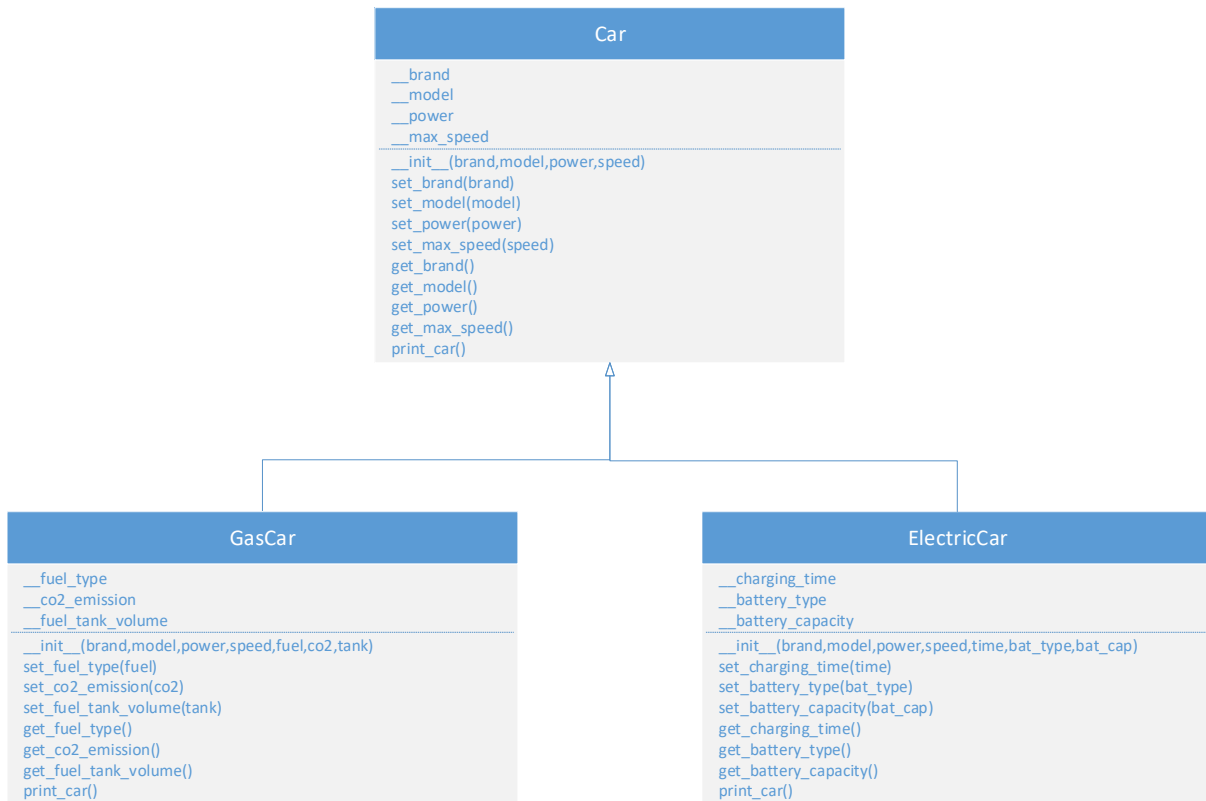 Car
__brand
__model
__power
__max_speed
__init__(brand,model,power,speed)
set_brand(brand)
set_model(model)
set_power(power)
set_max_speed(speed)
get_brand()
get_model()
get_power()
get_max_speed()
print_car()
GasCar
__fuel_type
__co2_emission
__fuel_tank_volume
__init__(brand,model,power,speed,fuel,co2,tank)
set_fuel_type(fuel)
set_co2_emission(co2)
set_fuel_tank_volume(tank)
get_fuel_type()
get_co2_emission()
get_fuel_tank_volume()
print_car()
ElectricCar
__charging_time
__battery_type
__battery_capacity
__init__(brand,model,power,speed,time,bat_type,bat_cap)
set_charging_time(time)
set_battery_type(bat_type)
set_battery_capacity(bat_cap)
get_charging_time()
get_battery_type()
get_battery_capacity()
print_car()